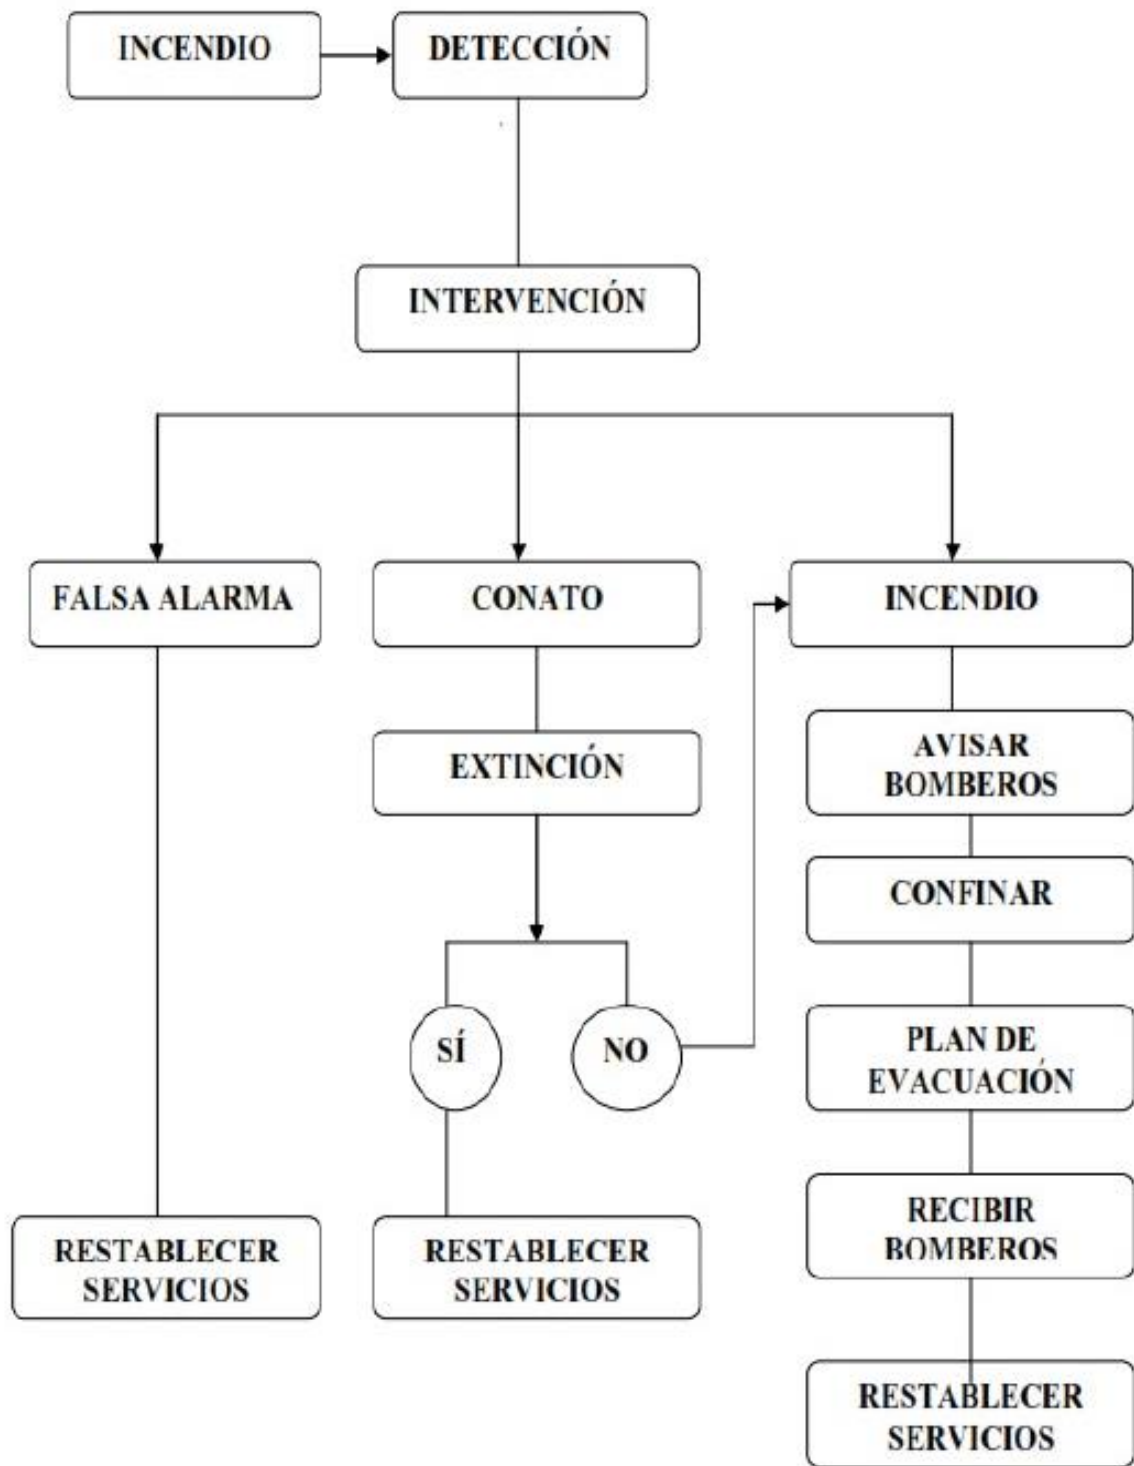 INCENDIO
DETECCIÓN
INTERVENCIÓN
FALSA ALARMA
CONATO
INCENDIO
EXTINCIÓN
AVISAR
BOMBEROS
CONFINAR
SÍ
NO
PLAN DE
EVACUACIÓN
RECIBIR
BOMBEROS
RESTABLECER
SERVICIOS
RESTABLECER
SERVICIOS
RESTABLECER
SERVICIOS